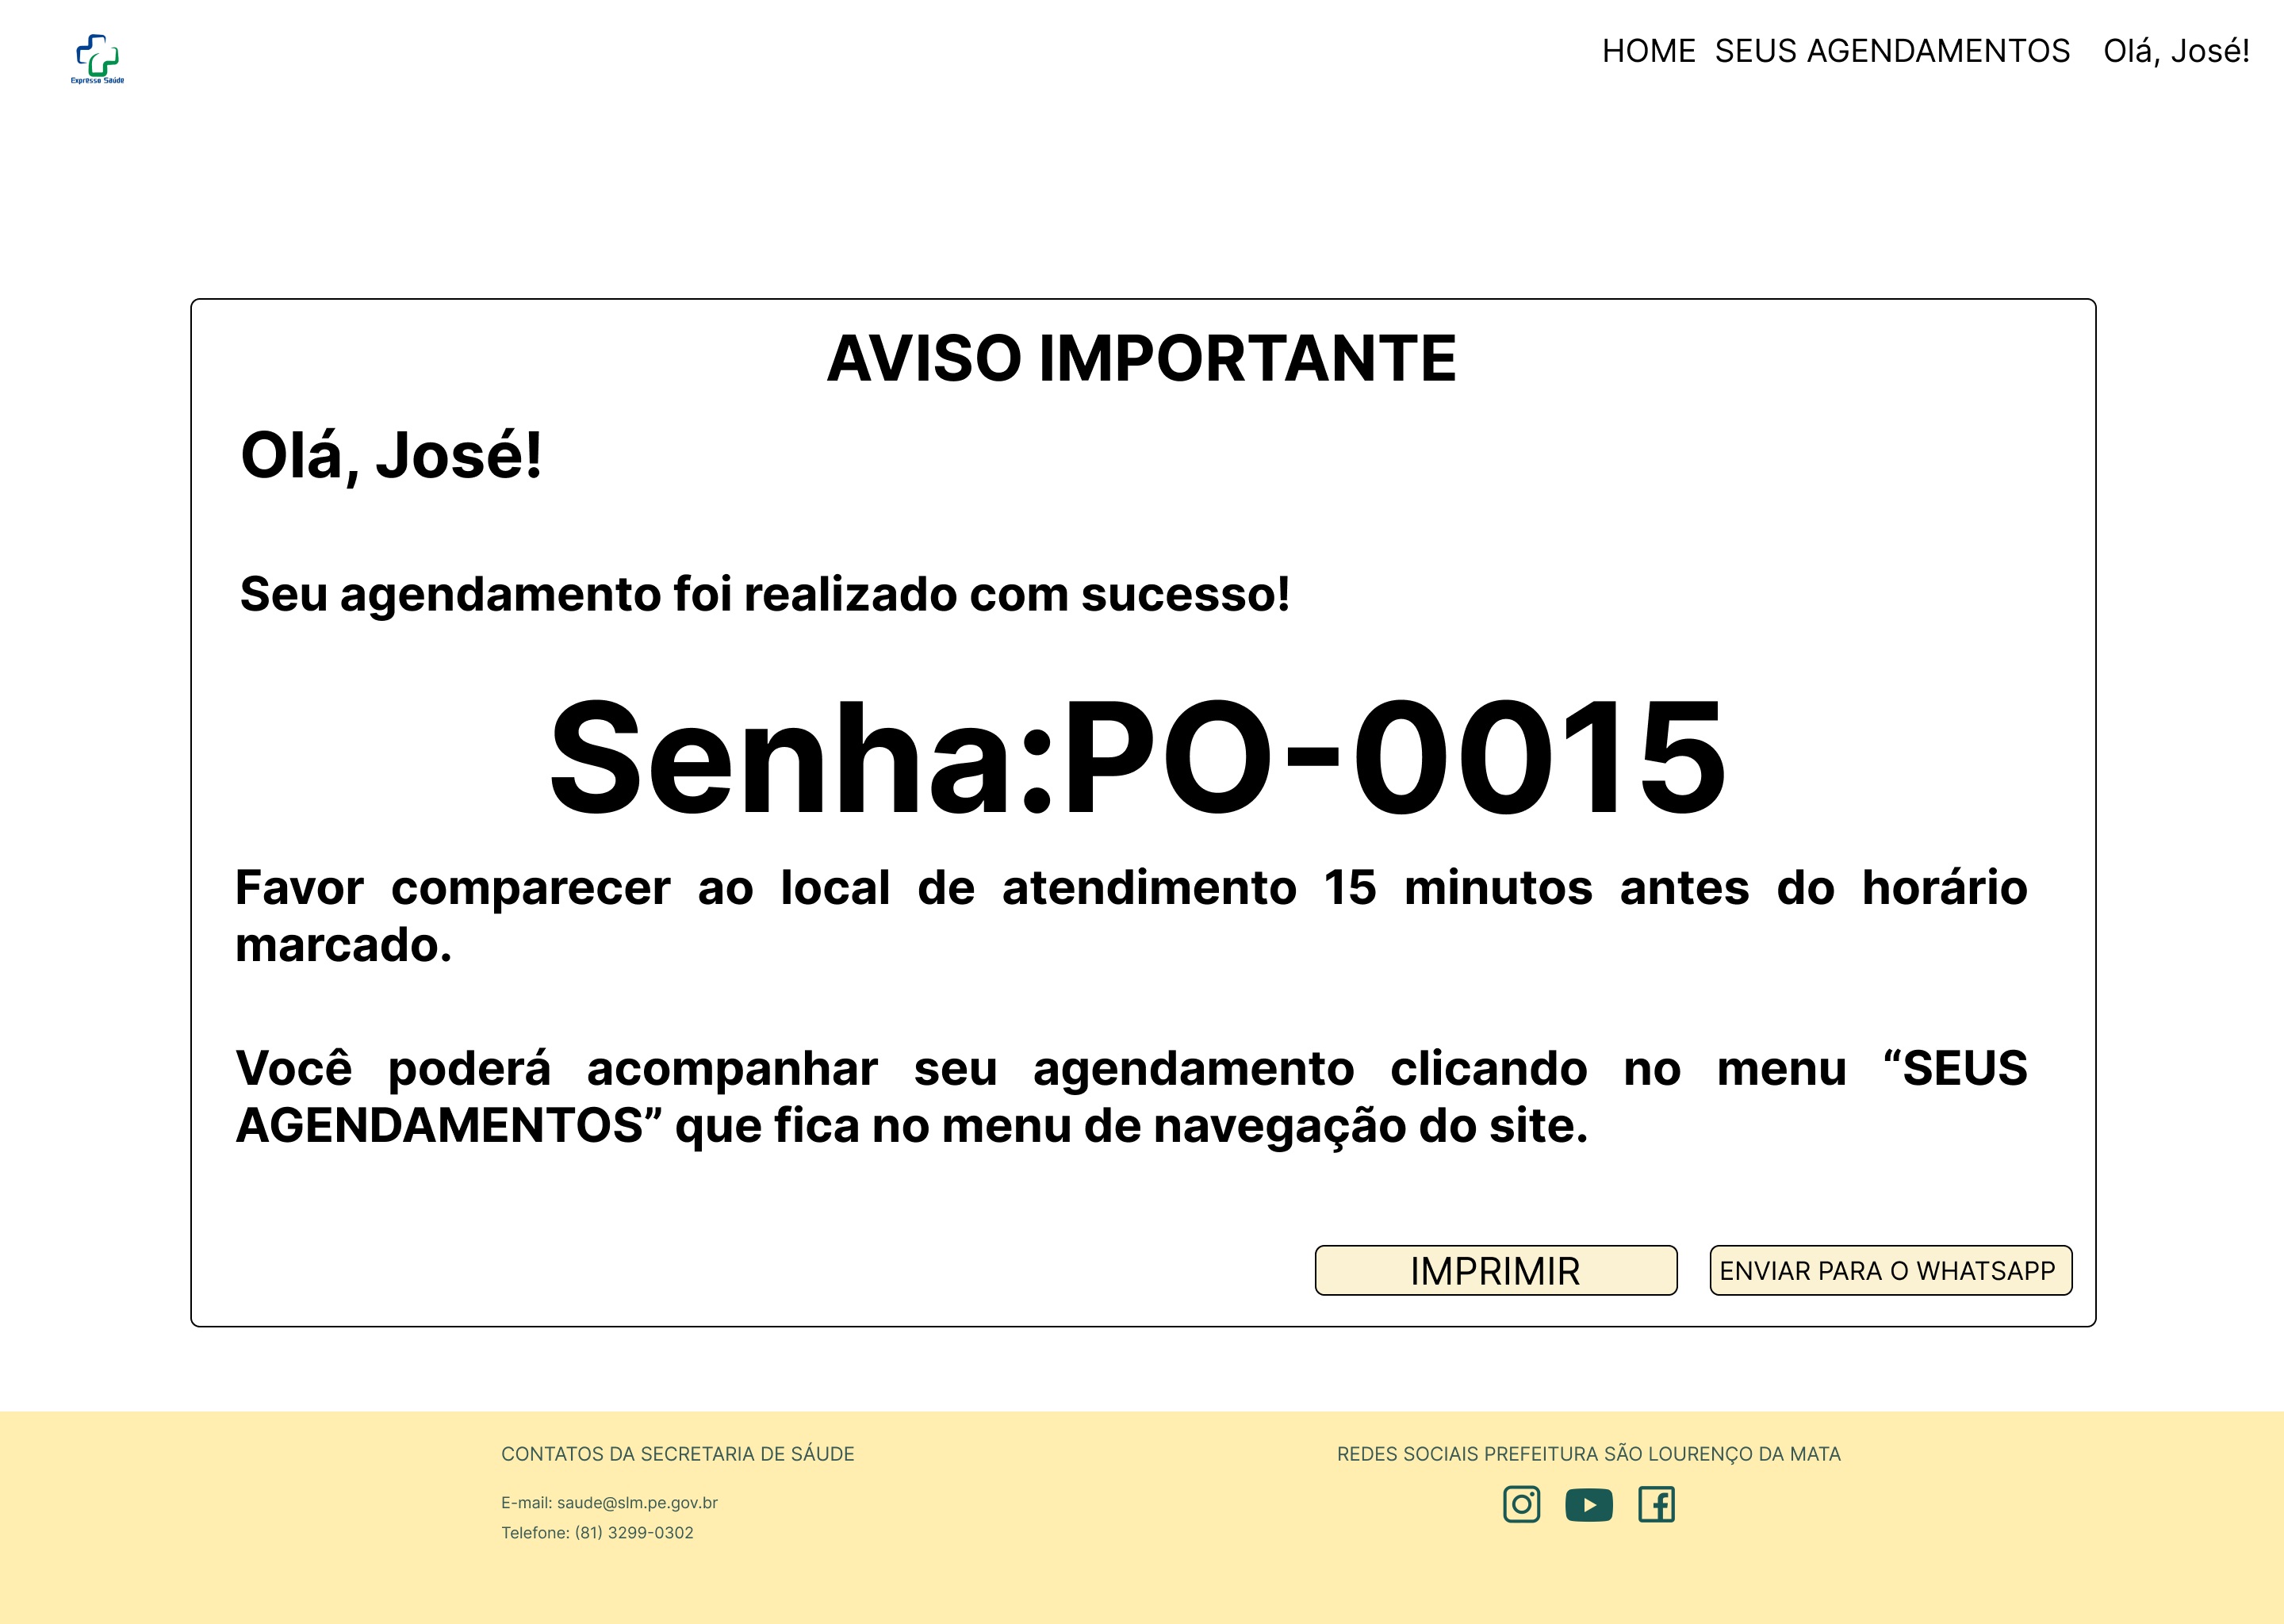 Expresso Saúde
HOME SEUS AGENDAMENTOS Olá, José!
AVISO IMPORTANTE
Olá, José!
Seu agendamento foi realizado com sucesso!
Senha:PO-0015
Favor comparecer ao local de atendimento 15 minutos antes do horário
marcado.
Você poderá acompanhar seu agendamento clicando no menu “SEUS
AGENDAMENTOS” que fica no menu de navegação do site.
IMPRIMIR
ENVIAR PARA O WHATSAPP
CONTATOS DA SECRETARIA DE SÁUDE
E-mail: saude@slm.pe.gov.br
Telefone: (81) 3299-0302
REDES SOCIAIS PREFEITURA SÃO LOURENÇO DA MATA